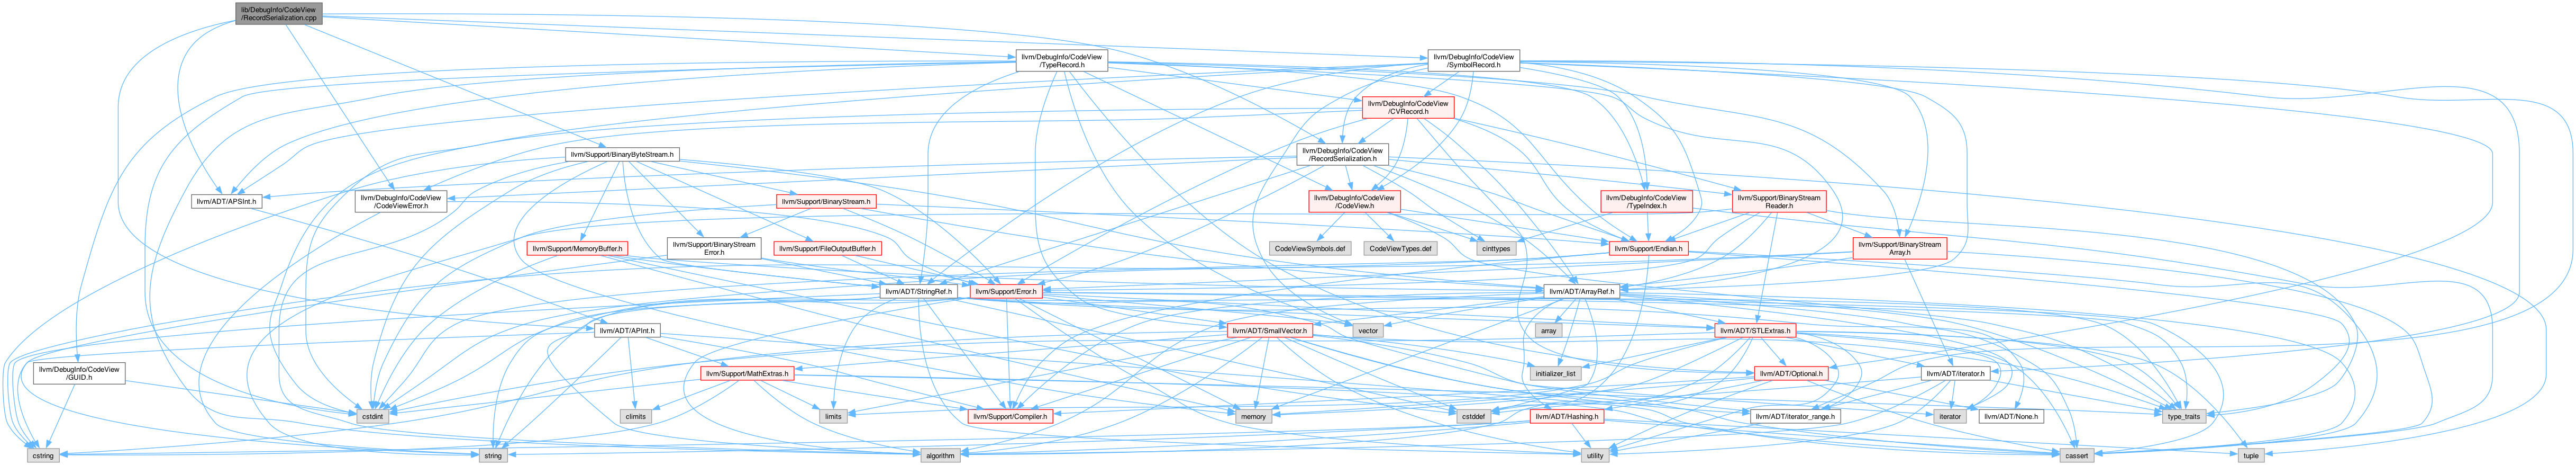 lib/DebugInfo/CodeView
/RecordSerialization.cpp
llvm/DebugInfo/CodeView
/TypeRecord.h
llvm/DebugInfo/CodeView
/SymbolRecord.h
llvm/DebugInfo/CodeView
/CVRecord.h
llvm/Support/BinaryByteStream.h
llvm/DebugInfo/CodeView
/RecordSerialization.h
llvm/ADT/APSInt.h
llvm/DebugInfo/CodeView
/CodeViewError.h
llvm/Support/BinaryStream.h
llvm/DebugInfo/CodeView
/CodeView.h
llvm/DebugInfo/CodeView
/TypeIndex.h
llvm/Support/BinaryStream
Reader.h
llvm/Support/MemoryBuffer.h
llvm/Support/BinaryStream
Error.h
llvm/Support/FileOutputBuffer.h
CodeViewSymbols.def
CodeViewTypes.def
cinttypes
llvm/Support/Endian.h
llvm/Support/BinaryStream
Array.h
llvm/ADT/StringRef.h
llvm/Support/Error.h
llvm/ADT/ArrayRef.h
llvm/ADT/APInt.h
llvm/ADT/SmallVector.h
vector
array
llvm/ADT/STLExtras.h
llvm/DebugInfo/CodeView
/GUID.h
llvm/Support/MathExtras.h
initializer_list
llvm/ADT/Optional.h
llvm/ADT/iterator.h
cstdint
climits
limits
llvm/Support/Compiler.h
memory
cstddef
llvm/ADT/Hashing.h
llvm/ADT/iterator_range.h
iterator
llvm/ADT/None.h
type_traits
cstring
string
algorithm
utility
cassert
tuple